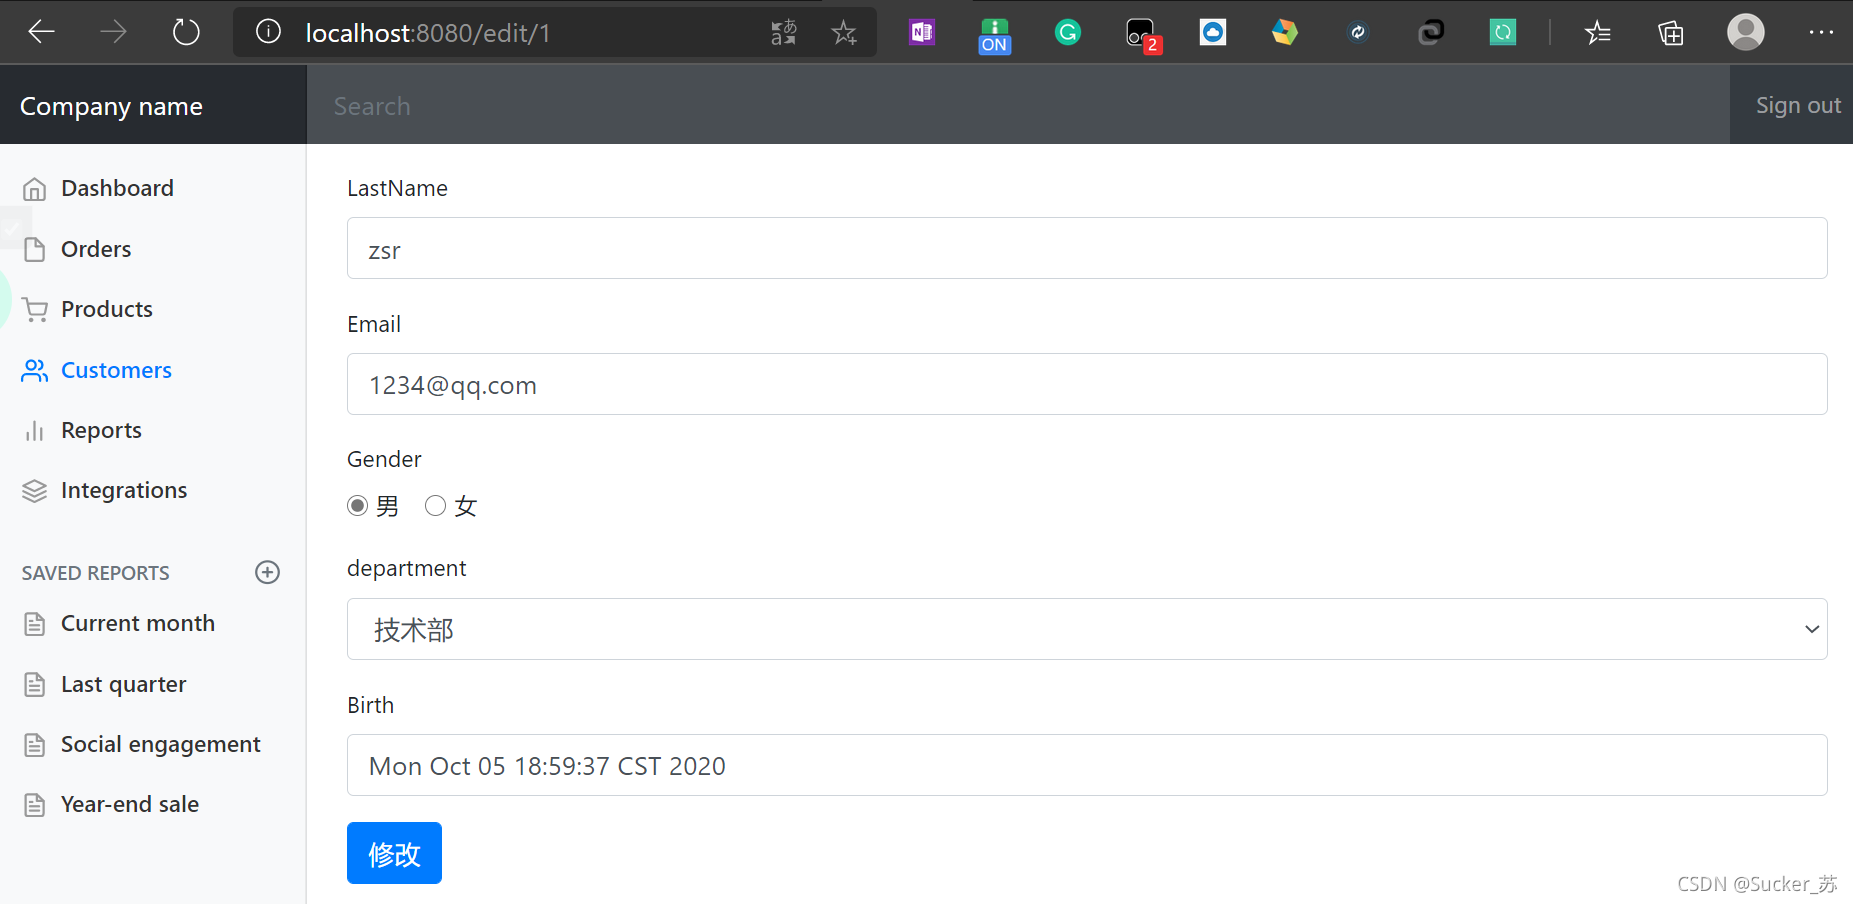 localhost:8080/edit/1
ON
2
Company name
Search
Sign out
Dashboard
Orders
Products
Customers
Reports
Integrations
SAVED REPORTS
Current month
Last quarter
Social engagement
Year-end sale
LastName
zsr
Email
1234@qq.com
Gender
男 女
department
技术部
Birth
Mon Oct 05 18:59:37 CST 2020
修改
CSDN @Sucker_苏